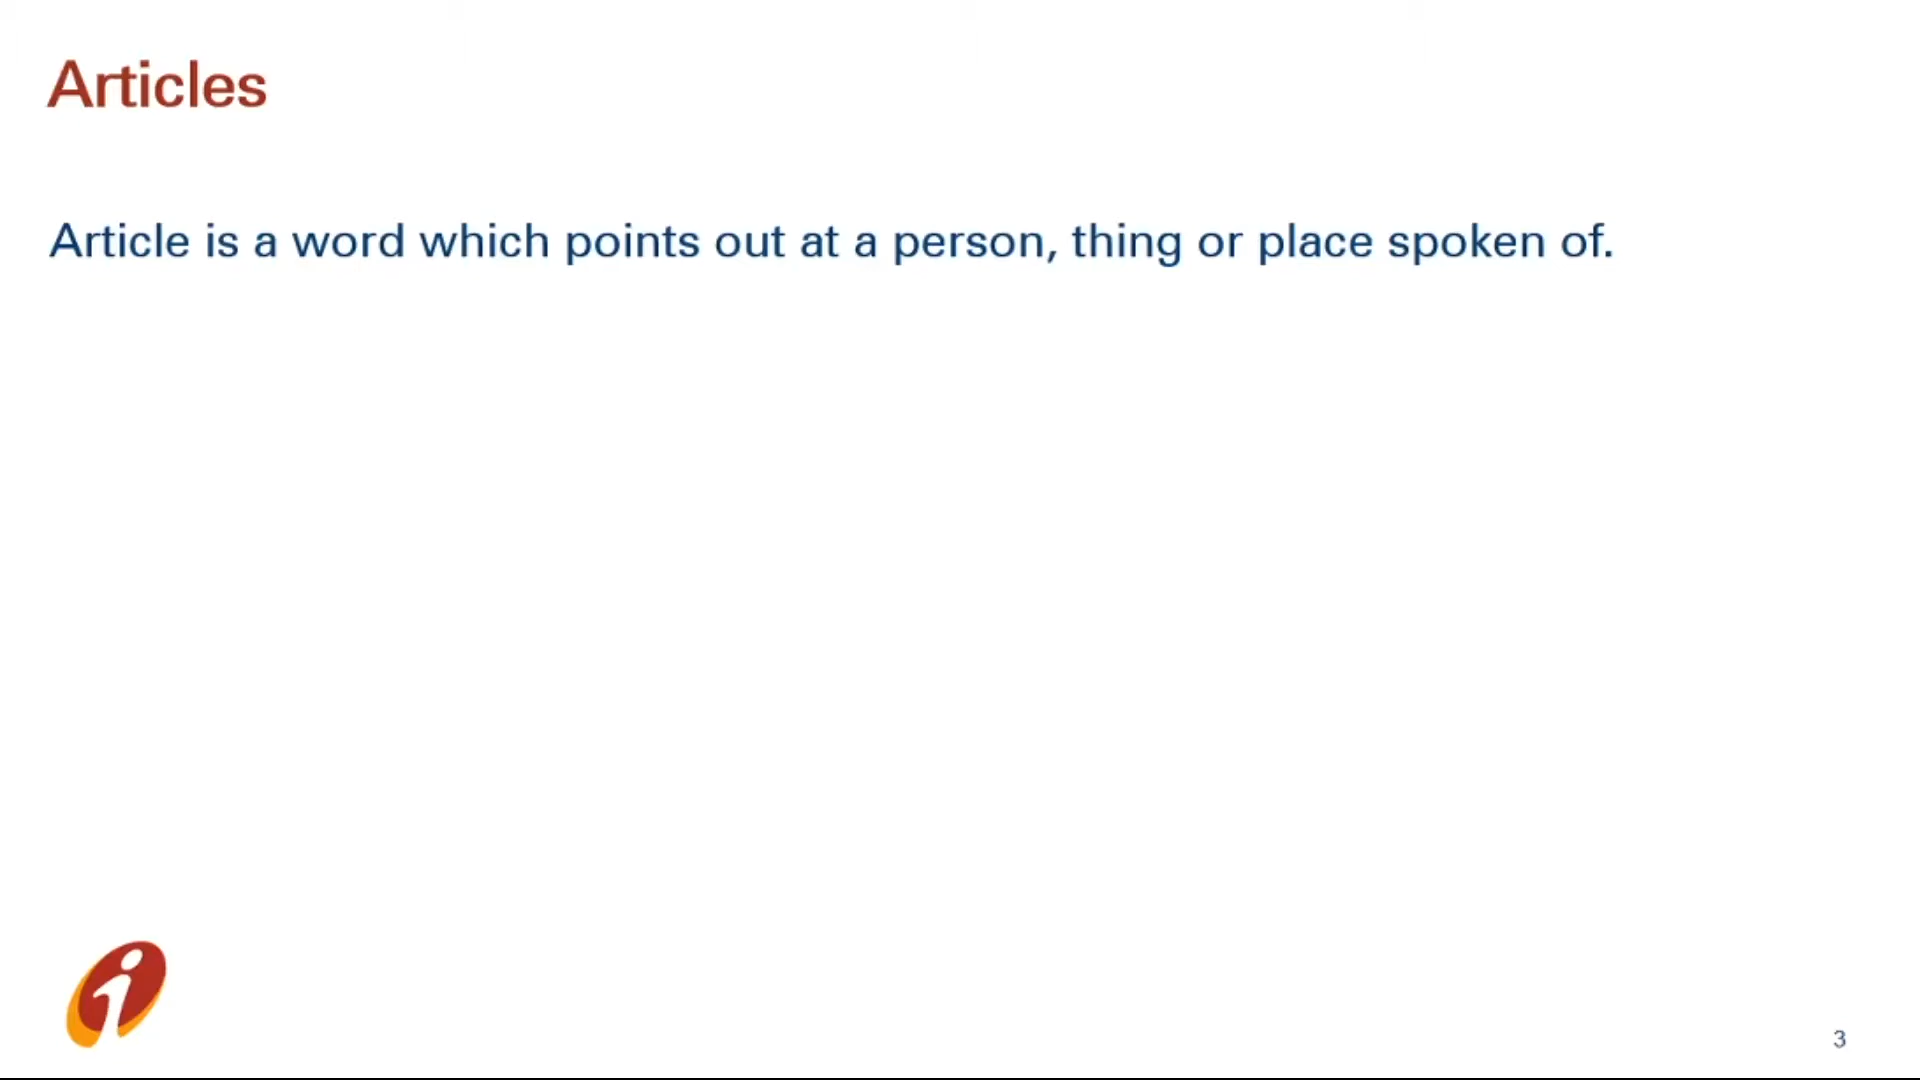 Articles
Article is a word which points out at a person, thing or place spoken of.
3